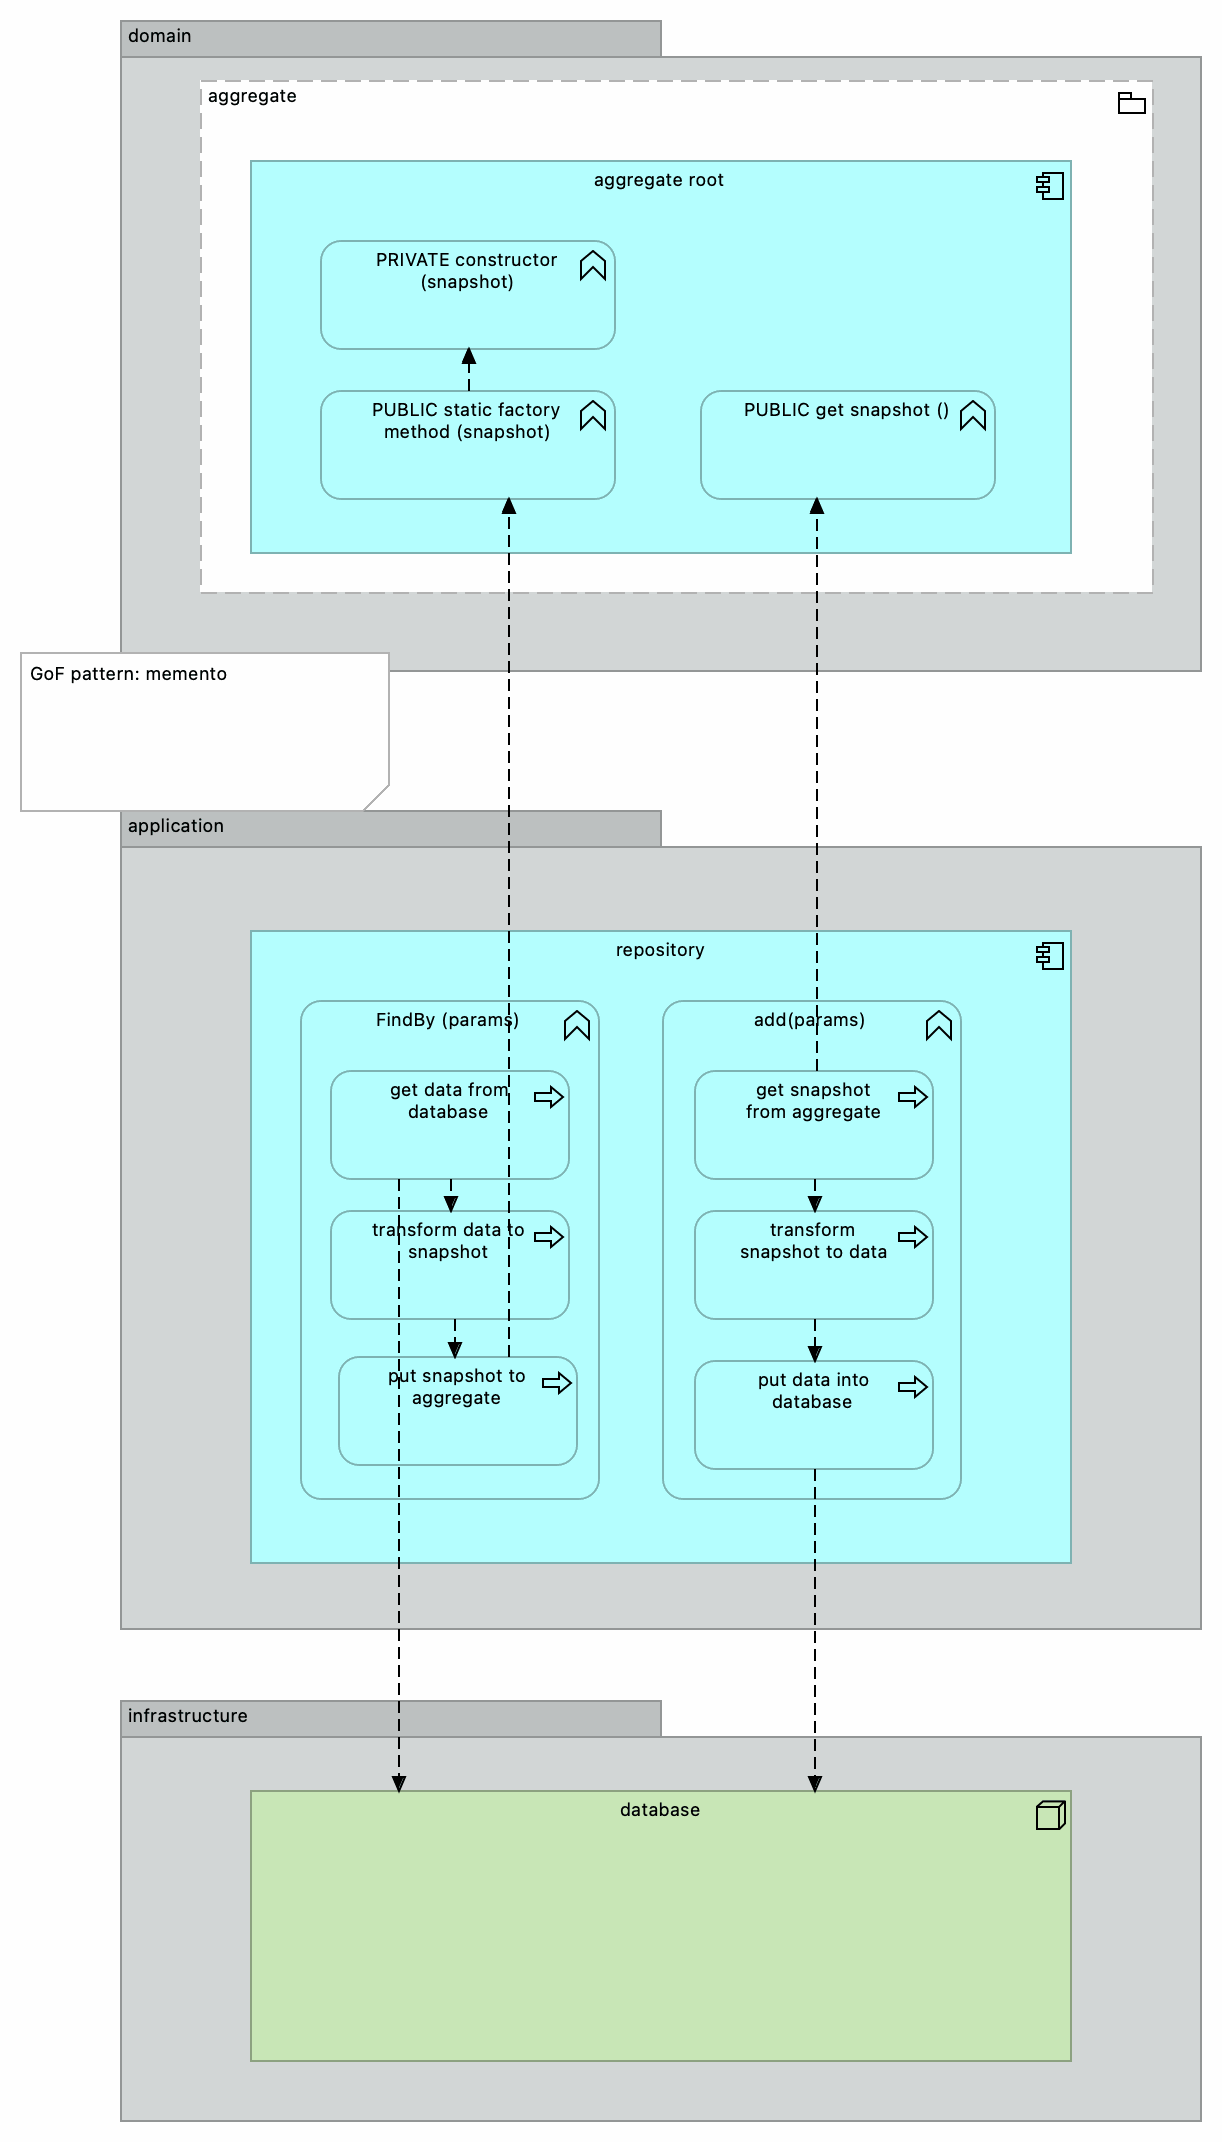 domain
aggregate
aggregate root
PRIVATE constructor
(snapshot)
PUBLIC static factory
method (snapshot)
PUBLIC get snapshot ()
GoF pattern: memento
application
repository
FindBy (params)
get data from
database
transform data to
snapshot
put snapshot to
aggregate
add(params)
get snapshot
from aggregate
transform
snapshot to data
put data into
database
infrastructure
database